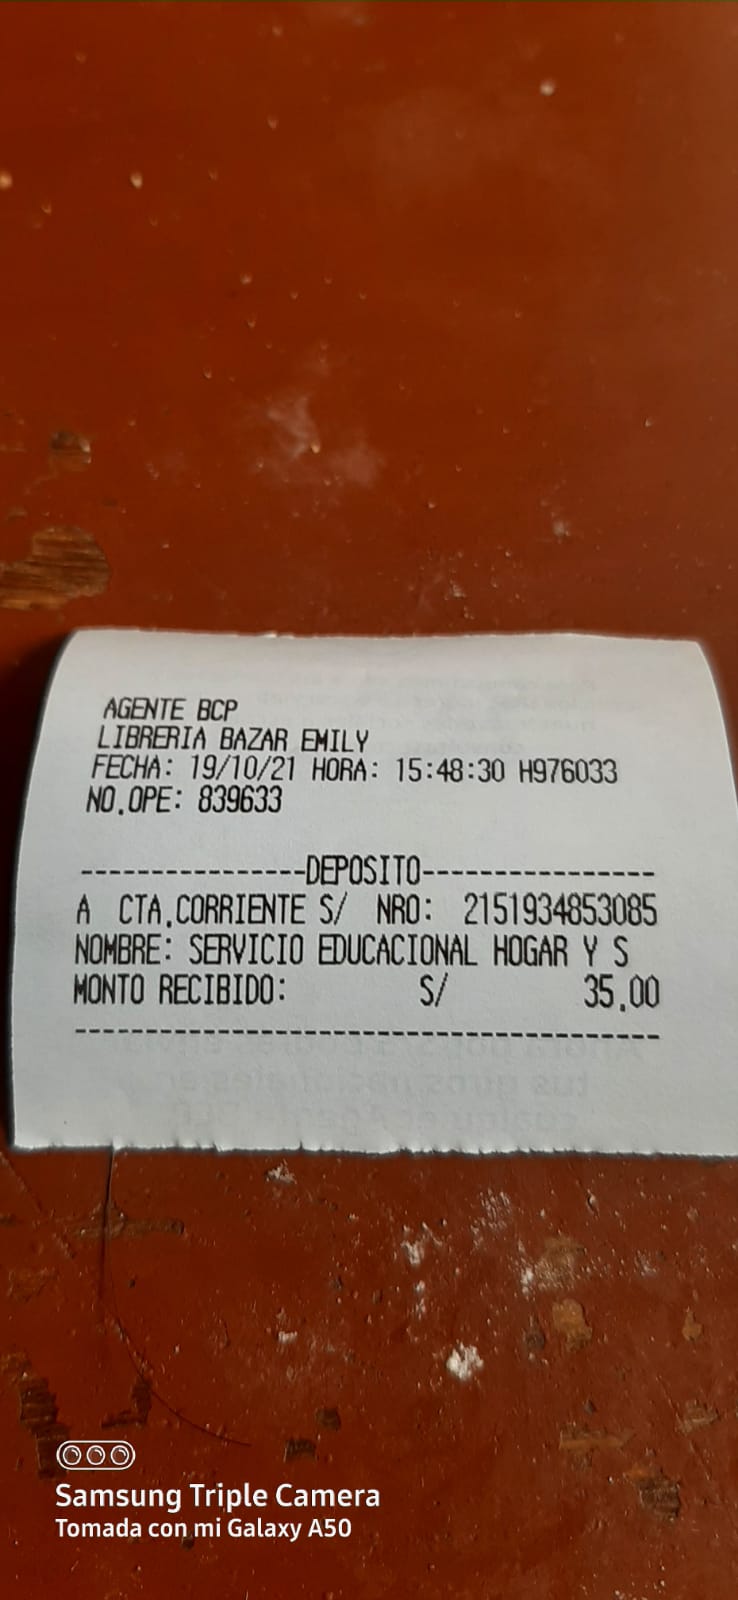 AGENTE BCP
LIBRERIA BAZAR EMILY
FECHA: 19/10/21 HORA: 15:48:30 H976033
NO.OPE: 839633
----------------DEPOSITO----------------
A CTA.CORRIENTE S/ NRO: 2151934853085
NOMBRE: SERVICIO EDUCACIONAL HOGAR Y S
MONTO RECIBIDO: S/ 35.00
-----------------------------------------
Samsung Triple Camera
Tomada con mi Galaxy A50